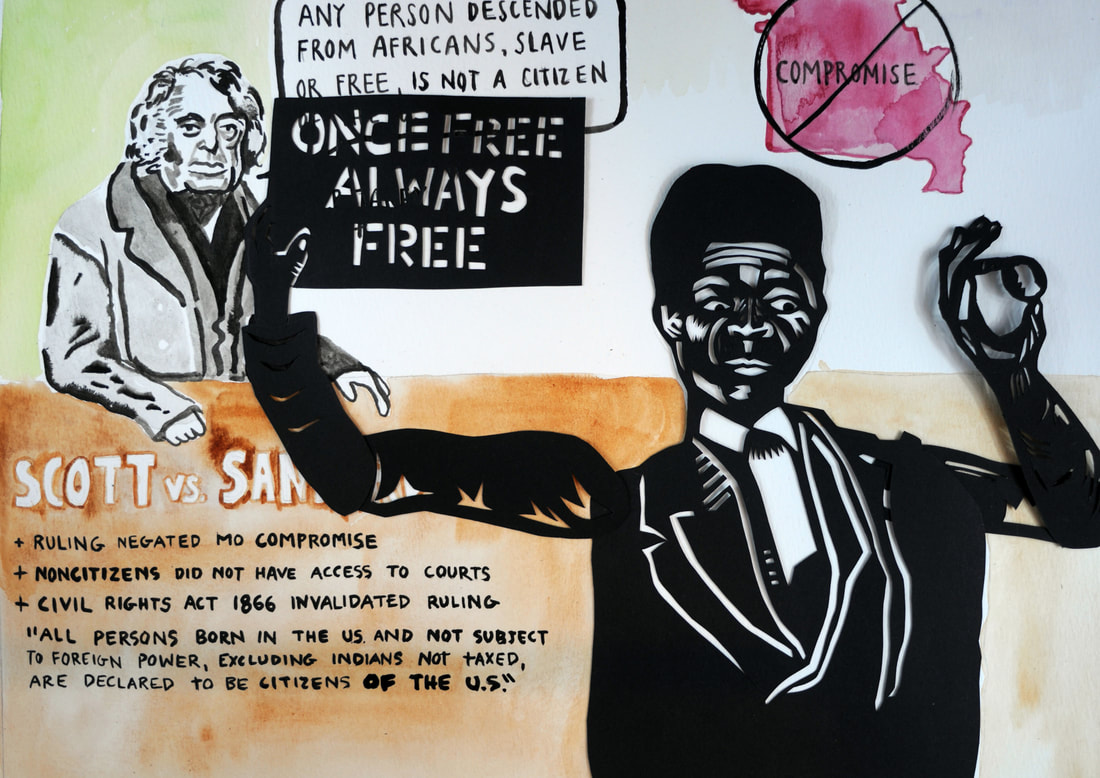 ANY PERSON DESCENDED
FROM AFRICANS, SLAVE
OR FREE, IS NOT A CITIZEN
ONCE FREE
ALWAYS
FREE
COMPROMISE
SCOTT VS.
+ RULING NEGATED MO COMPROMISE
+ NONCITIZENS DID NOT HAVE ACCESS TO COURTS
+ CIVIL RIGHTS ACT 1866 INVALIDATED RULING
"ALL PERSONS BORN IN THE US. AND NOT SUBJECT
TO FOREIGN POWER, EXCLUDING INDIANS NOT TAXED,
ARE DECLARED TO BE CITIZENS OF THE U.S."